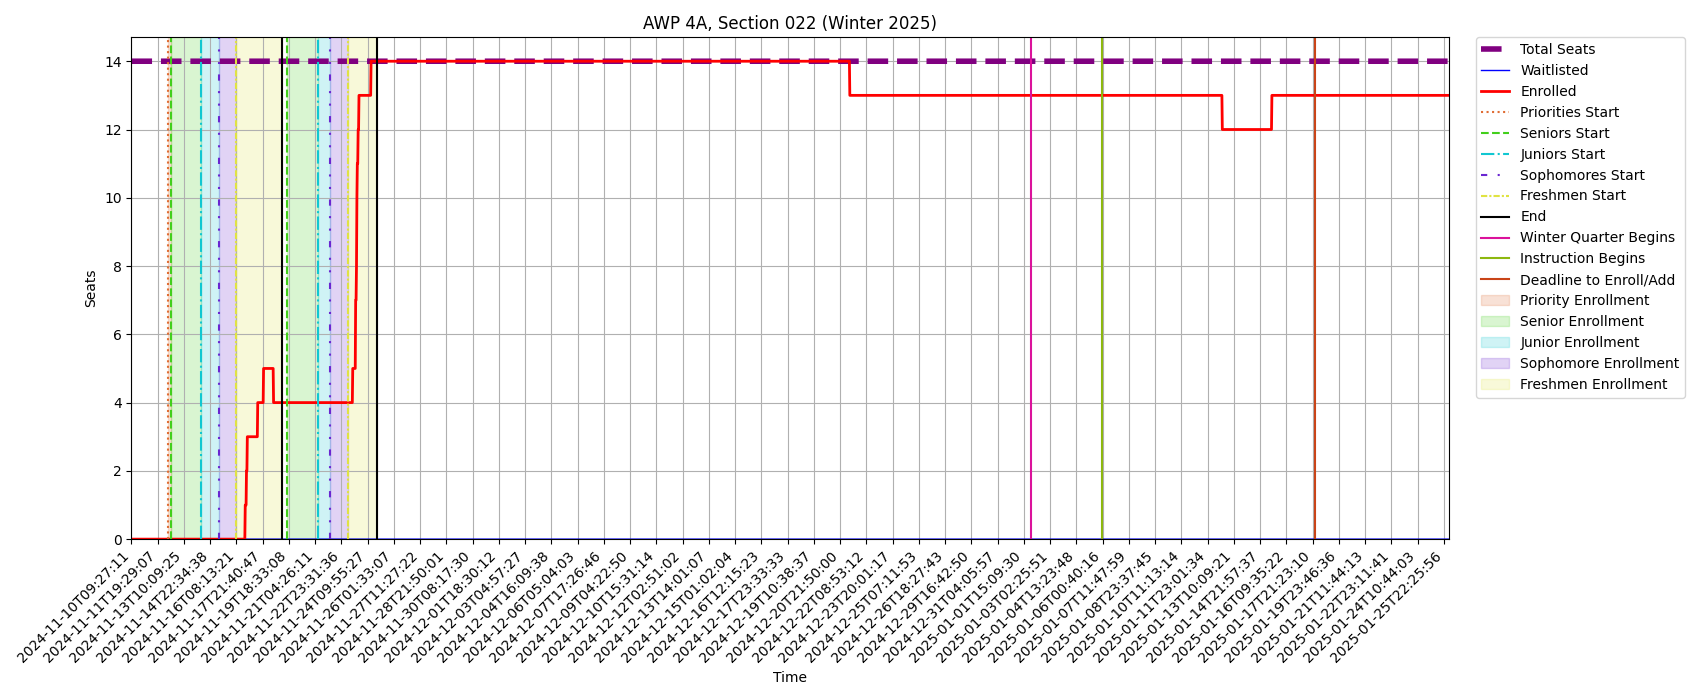 AWP 4A, Section 022 (Winter 2025)
Seats
14
12
10
8
6
4
2
0
2024-11-10T09:27:11
2024-11-11T19:29:07
2024-11-13T10:09:25
2024-11-14T22:34:38
2024-11-16T08:13:21
2024-11-17T21:40:47
2024-11-19T18:33:08
2024-11-21T04:26:11
2024-11-22T23:31:36
2024-11-24T09:55:27
2024-11-26T01:33:07
2024-11-27T11:27:22
2024-11-28T21:50:01
2024-11-30T08:17:30
2024-12-01T18:30:12
2024-12-03T04:57:27
2024-12-04T16:09:38
2024-12-06T05:04:03
2024-12-07T17:26:46
2024-12-09T04:22:50
2024-12-10T15:31:14
2024-12-12T02:51:02
2024-12-13T14:01:07
2024-12-15T01:02:04
2024-12-16T12:15:23
2024-12-17T23:33:33
2024-12-19T10:38:37
2024-12-20T21:50:00
2024-12-22T08:53:12
2024-12-23T20:01:17
2024-12-25T07:11:53
2024-12-26T18:27:43
2024-12-29T16:42:50
2024-12-31T04:05:57
2025-01-01T15:09:30
2025-01-03T02:25:51
2025-01-04T13:23:48
2025-01-06T00:40:16
2025-01-07T11:47:59
2025-01-08T23:37:45
2025-01-10T11:13:14
2025-01-11T23:01:34
2025-01-13T10:09:21
2025-01-14T21:57:37
2025-01-16T09:35:22
2025-01-17T21:23:10
2025-01-19T23:46:36
2025-01-21T11:44:13
2025-01-22T23:11:41
2025-01-24T10:44:03
2025-01-25T22:25:56
Time
Total Seats
Waitlisted
Enrolled
Priorities Start
Seniors Start
Juniors Start
Sophomores Start
Freshmen Start
End
Winter Quarter Begins
Instruction Begins
Deadline to Enroll/Add
Priority Enrollment
Senior Enrollment
Junior Enrollment
Sophomore Enrollment
Freshmen Enrollment